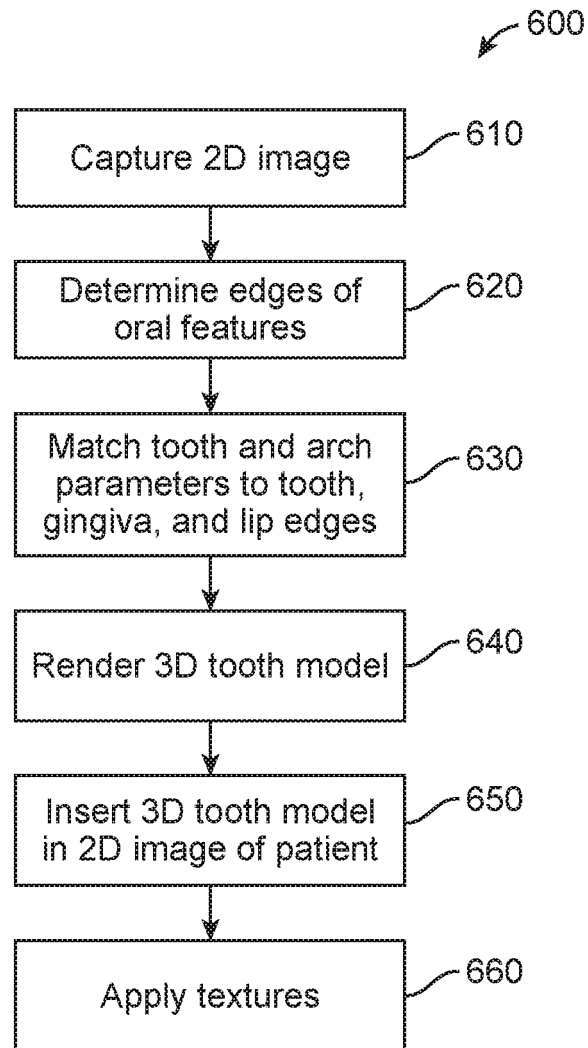 600
Capture 2D image
610
Determine edges of
oral features
620
Match tooth and arch
parameters to tooth,
gingiva, and lip edges
630
Render 3D tooth model
640
Insert 3D tooth model
in 2D image of patient
650
Apply textures
660